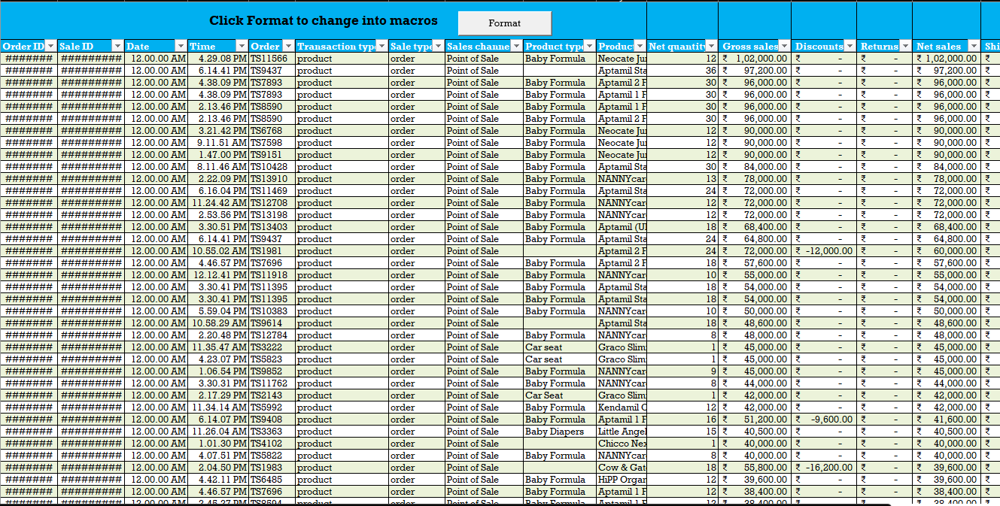 Click Format to change into macros Format
Order ID Sale ID Date Time Order Transaction type Sale type Sales channe Product type Produc Net quantity Gross sales Discounts Returns Net sales Shi
####### ######### 12.00.00 AM 4.29.08 PM TS11566 product order Point of Sale Baby Formula Neocate Ju 12 ₹ 1,02,000.00 ₹ - ₹ - ₹ 1,02,000.00 ₹
####### ######### 12.00.00 AM 6.14.41 PM TS9437 product order Point of Sale Aptamil Sta 36 ₹ 97,200.00 ₹ - ₹ - ₹ 97,200.00 ₹
####### ######### 12.00.00 AM 4.38.09 PM TS7893 product order Point of Sale Baby Formula Aptamil 2 F 30 ₹ 96,000.00 ₹ - ₹ - ₹ 96,000.00 ₹
####### ######### 12.00.00 AM 4.38.09 PM TS7893 product order Point of Sale Baby Formula Aptamil 1 F 30 ₹ 96,000.00 ₹ - ₹ - ₹ 96,000.00 ₹
####### ######### 12.00.00 AM 2.13.46 PM TS8590 product order Point of Sale Baby Formula Aptamil 1 F 30 ₹ 96,000.00 ₹ - ₹ - ₹ 96,000.00 ₹
####### ######### 12.00.00 AM 2.13.46 PM TS8590 product order Point of Sale Baby Formula Aptamil 2 F 30 ₹ 96,000.00 ₹ - ₹ - ₹ 96,000.00 ₹
####### ######### 12.00.00 AM 3.21.42 PM TS6768 product order Point of Sale Baby Formula Neocate Ju 12 ₹ 90,000.00 ₹ - ₹ - ₹ 90,000.00 ₹
####### ######### 12.00.00 AM 9.11.51 AM TS7598 product order Point of Sale Baby Formula Neocate Ju 12 ₹ 90,000.00 ₹ - ₹ - ₹ 90,000.00 ₹
####### ######### 12.00.00 AM 1.47.00 PM TS9151 product order Point of Sale Baby Formula Neocate Ju 12 ₹ 90,000.00 ₹ - ₹ - ₹ 90,000.00 ₹
####### ######### 12.00.00 AM 8.11.46 AM TS10428 product order Point of Sale Baby Formula Aptamil Sta 30 ₹ 84,000.00 ₹ - ₹ - ₹ 84,000.00 ₹
####### ######### 12.00.00 AM 2.22.09 PM TS13910 product order Point of Sale Baby Formula NANNYcar 13 ₹ 78,000.00 ₹ - ₹ - ₹ 78,000.00 ₹
####### ######### 12.00.00 AM 6.16.04 PM TS11469 product order Point of Sale Baby Formula Aptamil Sta 24 ₹ 72,000.00 ₹ - ₹ - ₹ 72,000.00 ₹
####### ######### 12.00.00 AM 11.24.42 AM TS12708 product order Point of Sale Baby Formula NANNYcar 12 ₹ 72,000.00 ₹ - ₹ - ₹ 72,000.00 ₹
####### ######### 12.00.00 AM 2.53.56 PM TS13198 product order Point of Sale Baby Formula NANNYcar 12 ₹ 72,000.00 ₹ - ₹ - ₹ 72,000.00 ₹
####### ######### 12.00.00 AM 3.30.51 PM TS13403 product order Point of Sale Baby Formula Aptamil (U 18 ₹ 68,400.00 ₹ - ₹ - ₹ 68,400.00 ₹
####### ######### 12.00.00 AM 6.14.41 PM TS9437 product order Point of Sale Baby Formula Aptamil Sta 24 ₹ 64,800.00 ₹ - ₹ - ₹ 64,800.00 ₹
####### ######### 12.00.00 AM 10.55.02 AM TS1981 product order Point of Sale Aptamil 2 F 24 ₹ 72,000.00 ₹ -12,000.00 ₹ - ₹ 60,000.00 ₹
####### ######### 12.00.00 AM 4.46.57 PM TS7696 product order Point of Sale Baby Formula Aptamil 2 F 18 ₹ 57,600.00 ₹ - ₹ - ₹ 57,600.00 ₹
####### ######### 12.00.00 AM 12.12.41 PM TS11918 product order Point of Sale Baby Formula NANNYcar 10 ₹ 55,000.00 ₹ - ₹ - ₹ 55,000.00 ₹
####### ######### 12.00.00 AM 3.30.41 PM TS11395 product order Point of Sale Baby Formula Aptamil Sta 18 ₹ 54,000.00 ₹ - ₹ - ₹ 54,000.00 ₹
####### ######### 12.00.00 AM 3.30.41 PM TS11395 product order Point of Sale Baby Formula Aptamil Sta 18 ₹ 54,000.00 ₹ - ₹ - ₹ 54,000.00 ₹
####### ######### 12.00.00 AM 5.59.04 PM TS10383 product order Point of Sale Baby Formula NANNYcar 10 ₹ 50,000.00 ₹ - ₹ - ₹ 50,000.00 ₹
####### ######### 12.00.00 AM 10.58.29 AM TS9614 product order Point of Sale Aptamil Sta 18 ₹ 48,600.00 ₹ - ₹ - ₹ 48,600.00 ₹
####### ######### 12.00.00 AM 2.20.48 PM TS12784 product order Point of Sale Baby Formula NANNYcar 8 ₹ 48,000.00 ₹ - ₹ - ₹ 48,000.00 ₹
####### ######### 12.00.00 AM 11.35.47 AM TS3222 product order Point of Sale Car seat Graco Slim 1 ₹ 45,000.00 ₹ - ₹ - ₹ 45,000.00 ₹
####### ######### 12.00.00 AM 4.23.07 PM TS5823 product order Point of Sale Car seat Graco Slim 1 ₹ 45,000.00 ₹ - ₹ - ₹ 45,000.00 ₹
####### ######### 12.00.00 AM 1.06.54 PM TS9852 product order Point of Sale Baby Formula NANNYcar 9 ₹ 45,000.00 ₹ - ₹ - ₹ 45,000.00 ₹
####### ######### 12.00.00 AM 3.30.31 PM TS11762 product order Point of Sale Baby Formula NANNYcar 8 ₹ 44,000.00 ₹ - ₹ - ₹ 44,000.00 ₹
####### ######### 12.00.00 AM 2.17.29 PM TS2143 product order Point of Sale Car Seat Graco Slim 1 ₹ 42,000.00 ₹ - ₹ - ₹ 42,000.00 ₹
####### ######### 12.00.00 AM 11.34.14 AM TS5992 product order Point of Sale Baby Formula Kendamil C 12 ₹ 42,000.00 ₹ - ₹ - ₹ 42,000.00 ₹
####### ######### 12.00.00 AM 6.14.07 PM TS9408 product order Point of Sale Baby Formula Aptamil 1 F 16 ₹ 51,200.00 ₹ -9,600.00 ₹ - ₹ 41,600.00 ₹
####### ######### 12.00.00 AM 11.26.04 AM TS3363 product order Point of Sale Baby Diapers Little Angel 15 ₹ 40,500.00 ₹ - ₹ - ₹ 40,500.00 ₹
####### ######### 12.00.00 AM 1.01.30 PM TS4102 product order Point of Sale Chicco Nex 1 ₹ 40,000.00 ₹ - ₹ - ₹ 40,000.00 ₹
####### ######### 12.00.00 AM 4.07.51 PM TS5822 product order Point of Sale Baby Formula NANNYcar 8 ₹ 40,000.00 ₹ - ₹ - ₹ 40,000.00 ₹
####### ######### 12.00.00 AM 2.04.50 PM TS1983 product order Point of Sale Cow & Gat 18 ₹ 55,800.00 ₹ -16,200.00 ₹ - ₹ 39,600.00 ₹
####### ######### 12.00.00 AM 4.42.11 PM TS6485 product order Point of Sale Baby Formula HiPP Organ 12 ₹ 39,600.00 ₹ - ₹ - ₹ 39,600.00 ₹
####### ######### 12.00.00 AM 4.46.57 PM TS7696 product order Point of Sale Baby Formula Aptamil 1 F 12 ₹ 38,400.00 ₹ - ₹ - ₹ 38,400.00 ₹